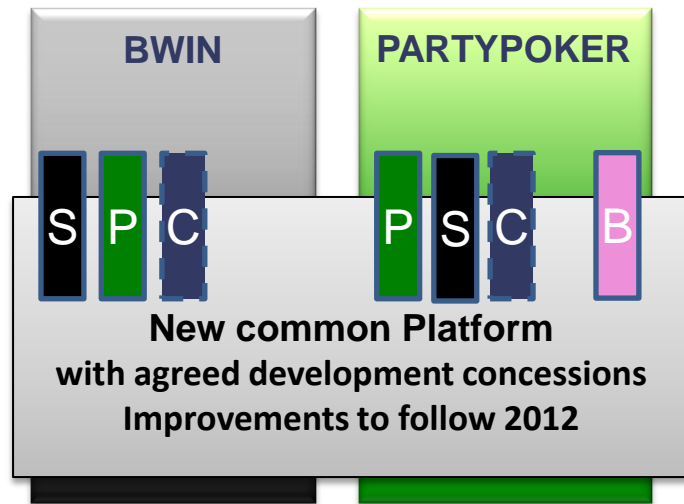 BWIN
PARTYPOKER
S P C
P S C B
New common Platform
with agreed development concessions
Improvements to follow 2012